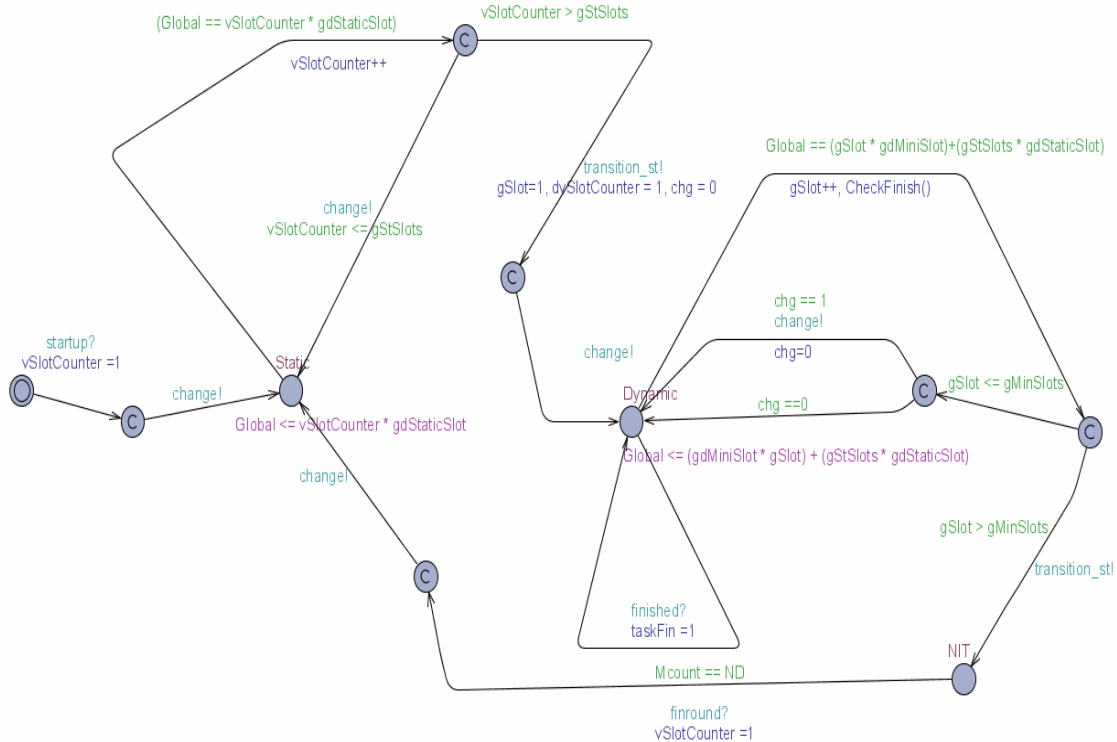 vSlotCounter > gStSlots
(Global == vSlotCounter * gdStaticSlot)
C
vSlotCounter++
Global == (gSlot * gdMiniSlot)+(gStSlots * gdStaticSlot)
transition_st!
gSlot=1, dySlotCounter = 1, chg = 0
gSlot++, CheckFinish()
change!
vSlotCounter <= gStSlots
C
chg == 1
change!
startup?
vSlotCounter =1
Static
change!
chg=0
Dynamic
gSlot <= gMinSlots
C
change!
chg ==0
C
C
Global <= vSlotCounter * gdStaticSlot
Global <= (gdMiniSlot * gSlot) + (gStSlots * gdStaticSlot)
change!
gSlot > gMinSlots
C
transition_st!
finished?
taskFin =1
NIT
Mcount == ND
finround?
vSlotCounter =1